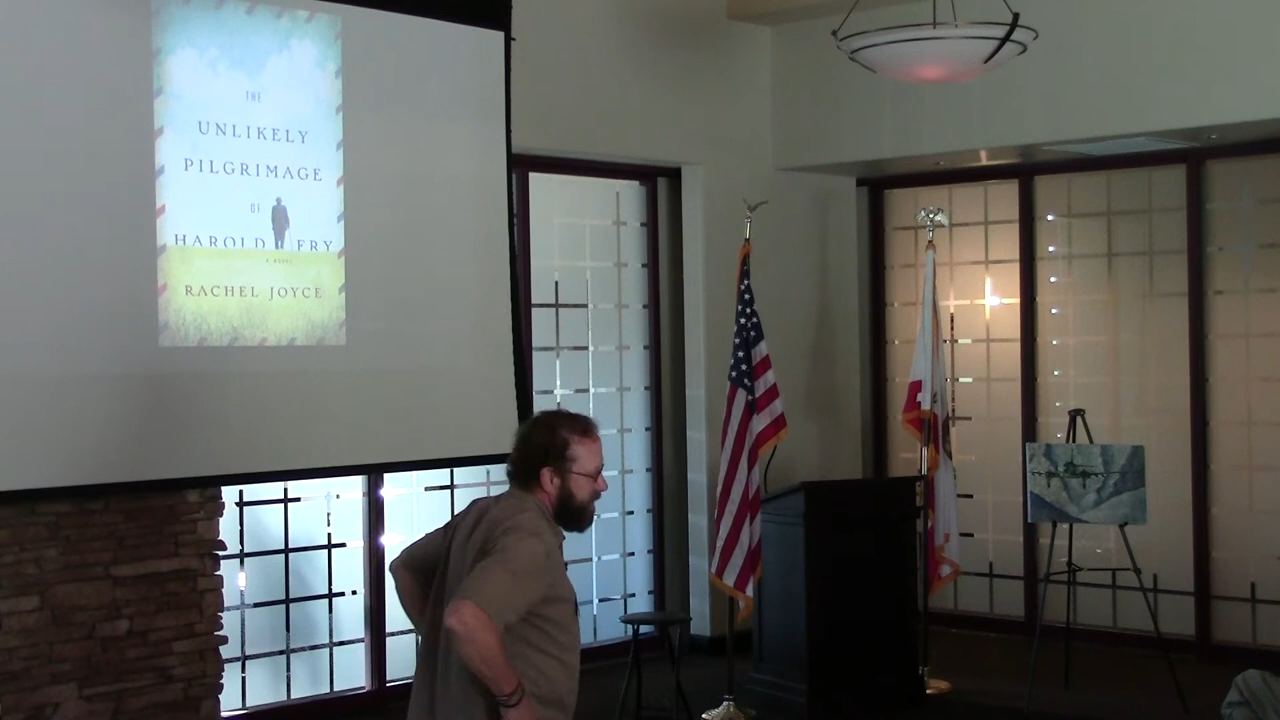 THE
UNLIKELY
PILGRIMAGE
OF
HAROLD FRY
A NOVEL
RACHEL JOYCE